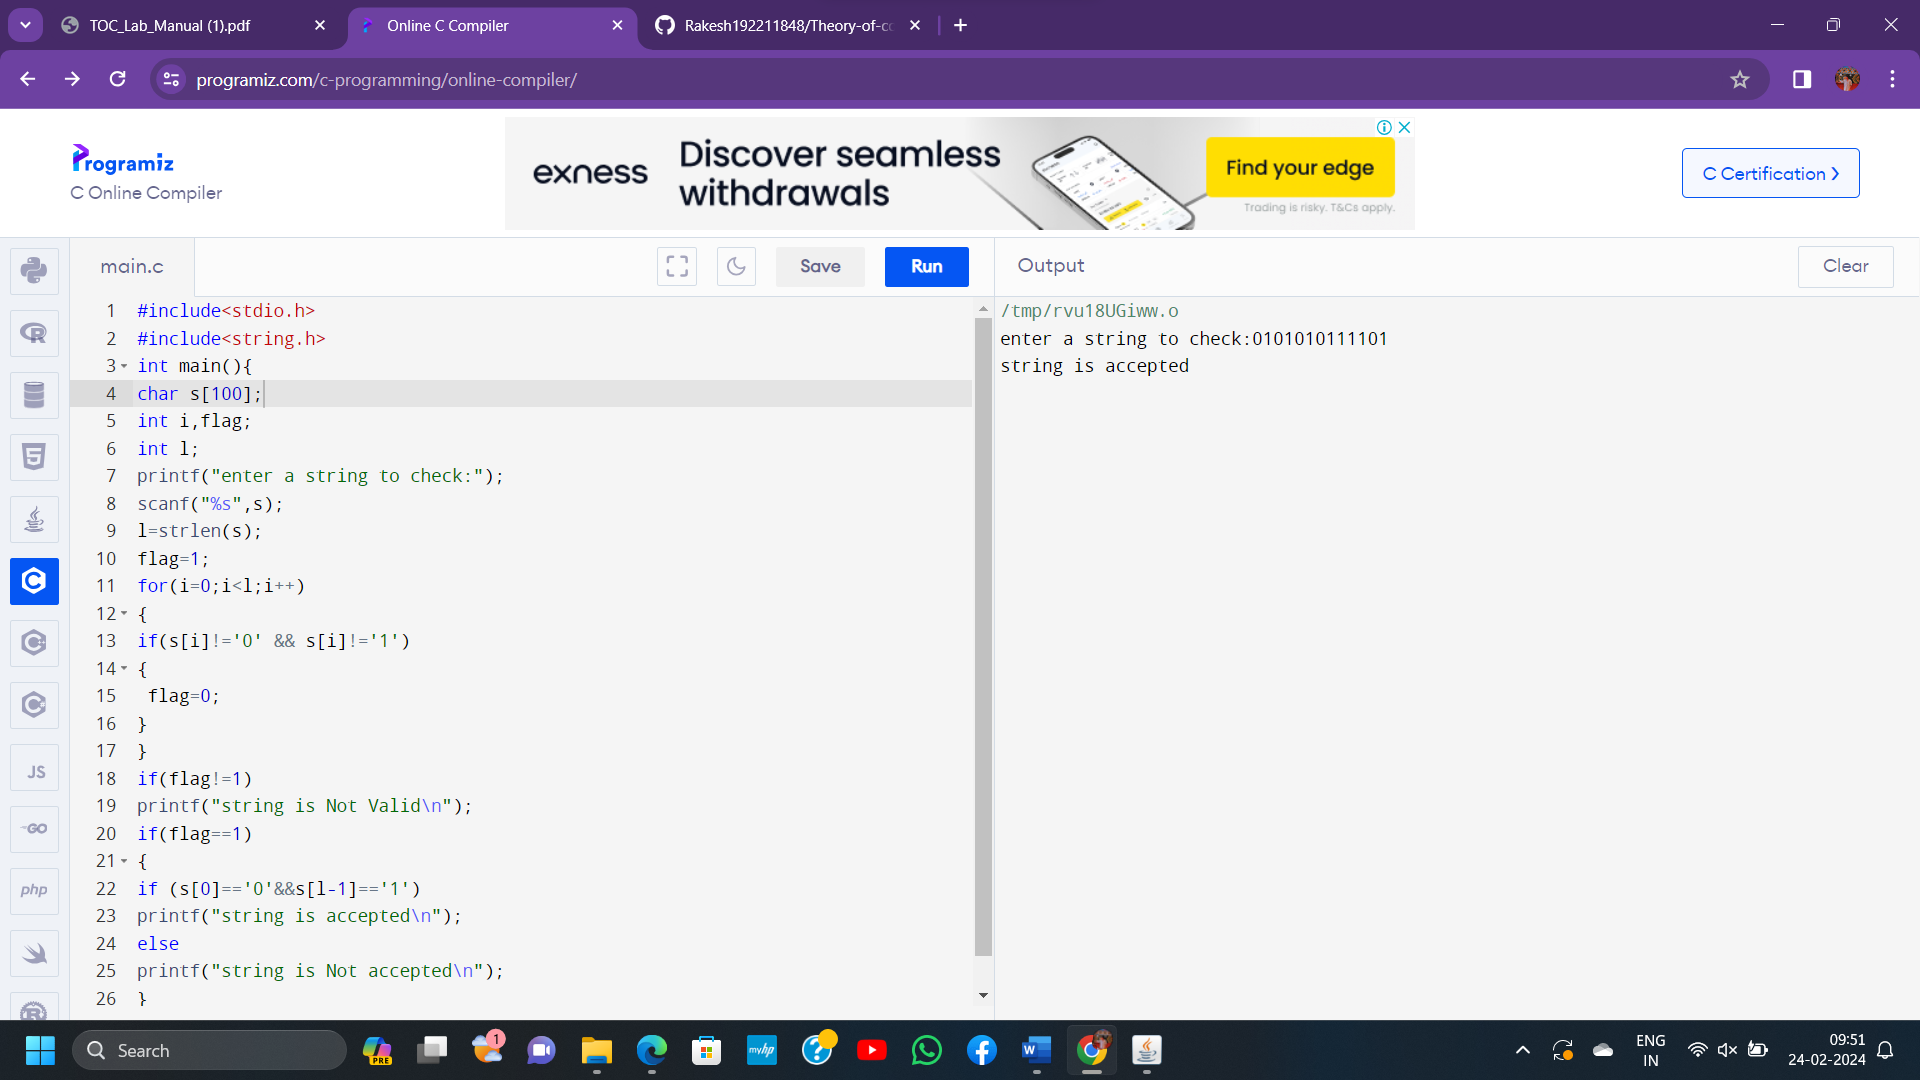 TOC_Lab_Manual (1).pdf
Online C Compiler
Rakesh192211848/Theory-of-co
programiz.com/c-programming/online-compiler/
Programiz
C Online Compiler
exness
Discover seamless
withdrawals
Find your edge
Trading is risky. T&Cs apply.
C Certification
main.c
Save
Run
Output
Clear
1 #include<stdio.h>
2 #include<string.h>
3 int main(){
4 char s[100];
5 int i,flag;
6 int l;
7 printf("enter a string to check:");
8 scanf("%s",s);
9 l=strlen(s);
10 flag=1;
11 for(i=0;i<l;i++)
12 {
13 if(s[i]!='0' && s[i]!='1')
14 {
15 flag=0;
16 }
17 }
18 if(flag!=1)
19 printf("string is Not Valid\n");
20 if(flag==1)
21 {
22 if (s[0]=='0'&&s[l-1]=='1')
23 printf("string is accepted\n");
24 else
25 printf("string is Not accepted\n");
26 }
/tmp/rvu18UGiww.o
enter a string to check:0101010111101
string is accepted
JS
GO
php
Search
PRE
1
myhp
ENG
IN
09:51
24-02-2024